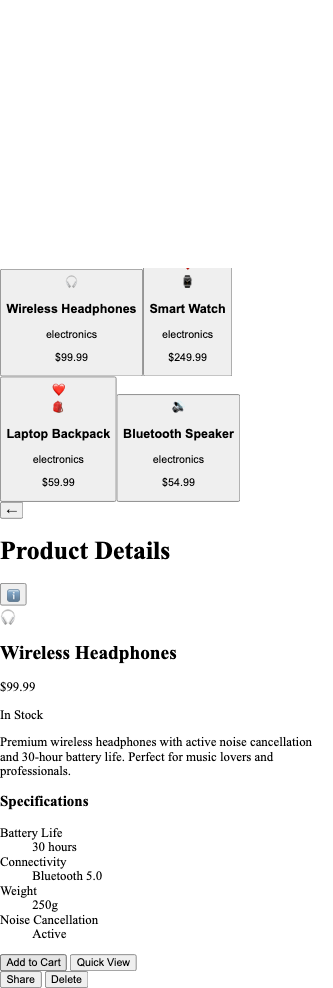 Wireless Headphones
electronics
$99.99
Smart Watch
electronics
$249.99
Laptop Backpack
electronics
$59.99
Bluetooth Speaker
electronics
$54.99
←
Product Details
ℹ️
Wireless Headphones
$99.99
In Stock
Premium wireless headphones with active noise cancellation
and 30-hour battery life. Perfect for music lovers and
professionals.
Specifications
Battery Life
30 hours
Connectivity
Bluetooth 5.0
Weight
250g
Noise Cancellation
Active
Add to Cart Quick View
Share Delete